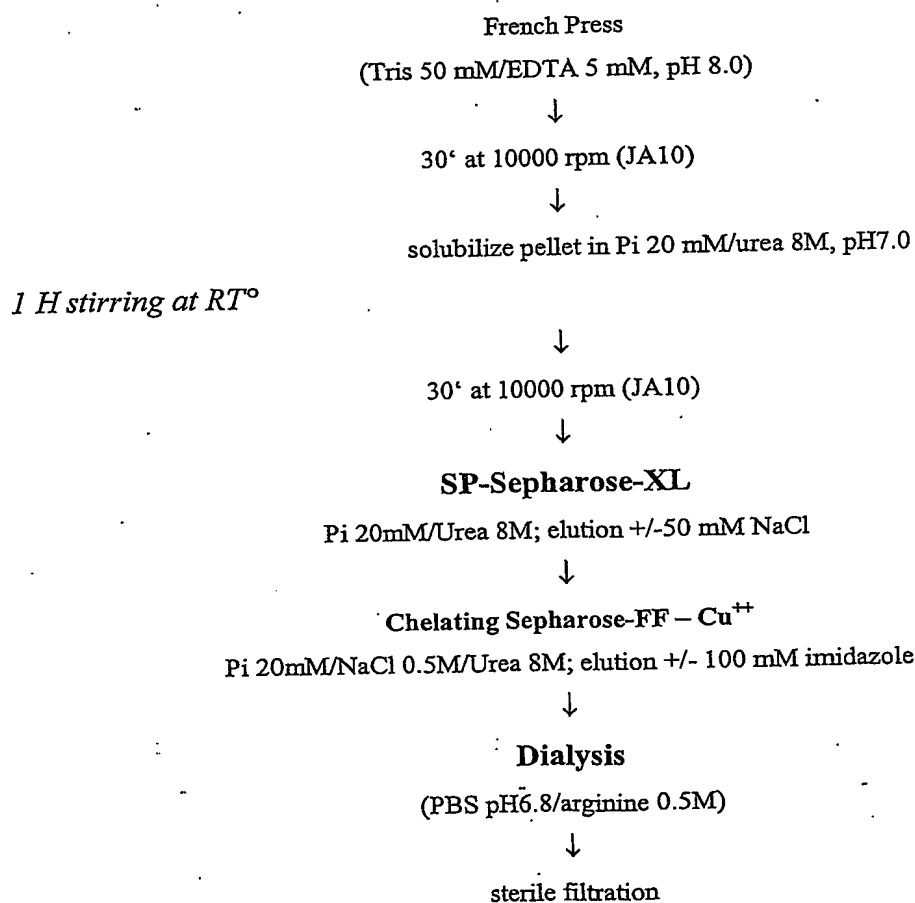 French Press
(Tris 50 mM/EDTA 5 mM, pH 8.0)
↓
30‘ at 10000 rpm (JA10)
↓
solubilize pellet in Pi 20 mM/urea 8M, pH7.0
1 H stirring at RT°
↓
30‘ at 10000 rpm (JA10)
↓
SP-Sepharose-XL
Pi 20mM/Urea 8M; elution +/-50 mM NaCl
↓
Chelating Sepharose-FF – Cu⁺⁺
Pi 20mM/NaCl 0.5M/Urea 8M; elution +/- 100 mM imidazole
↓
Dialysis
(PBS pH6.8/arginine 0.5M)
↓
sterile filtration